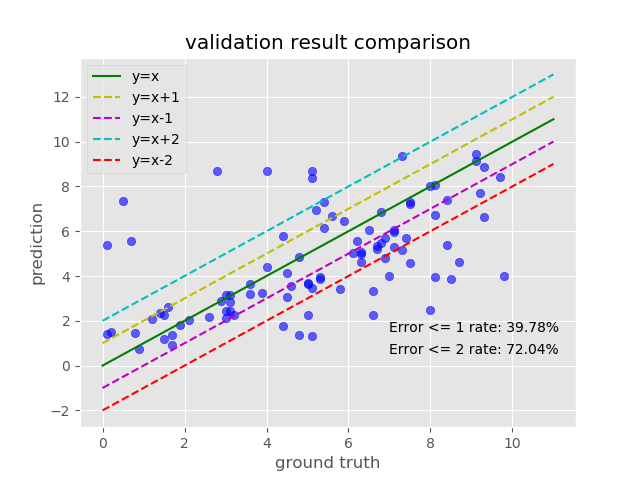 validation result comparison
y=x
y=x+1
y=x-1
y=x+2
y=x-2
12
10
8
6
4
2
0
−2
prediction
Error <= 1 rate: 39.78%
Error <= 2 rate: 72.04%
0 2 4 6 8 10
ground truth